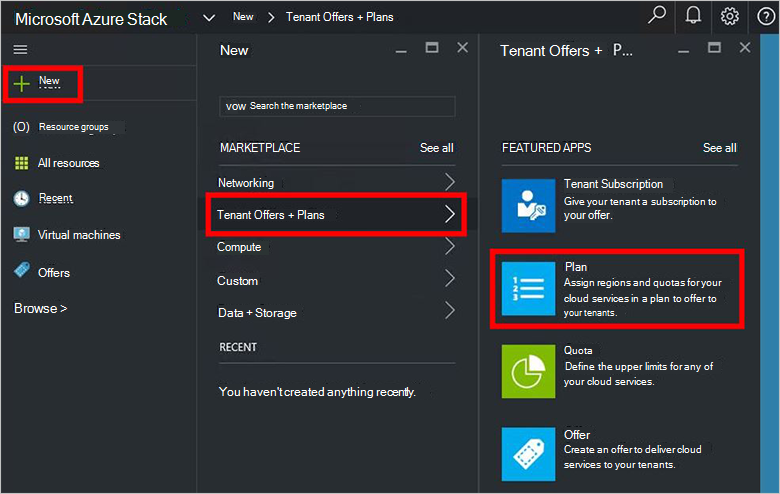 Microsoft Azure Stack
New > Tenant Offers + Plans
New
(O) Resource groups
All resources
Recent
Virtual machines
Offers
Browse >
New
vow Search the marketplace
MARKETPLACE See all
Networking
Tenant Offers + Plans
Compute
Custom
Data + Storage
RECENT
You haven't created anything recently.
Tenant Offers + P...
FEATURED APPS See all
Tenant Subscription
Give your tenant a subscription to
your offer.
1
2
3
Plan
Assign regions and quotas for your
cloud services in a plan to offer to
your tenants.
Quota
Define the upper limits for any of
your cloud services.
Offer
Create an offer to deliver cloud
services to your tenants.